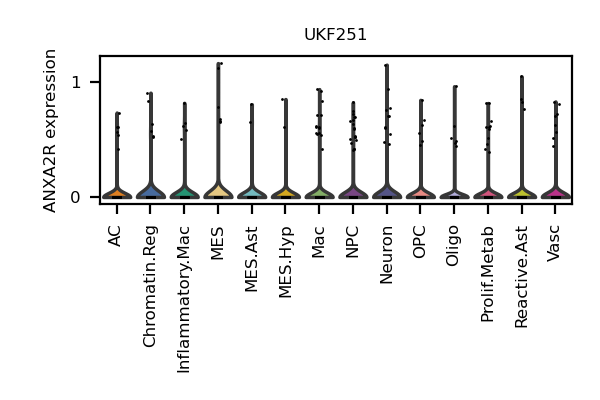 UKF251
ANXA2R expression
1
0
AC
Chromatin.Reg
Inflammatory.Mac
MES
MES.Ast
MES.Hyp
Mac
NPC
Neuron
OPC
Oligo
Prolif.Metab
Reactive.Ast
Vasc